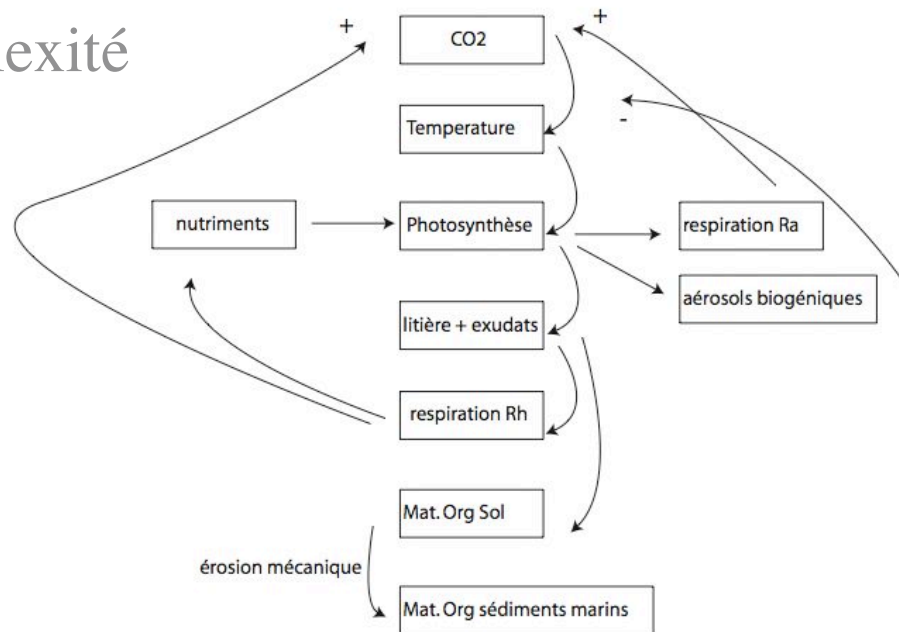 exité
+
CO2
+
Temperature
-
nutriments
Photosynthèse
respiration Ra
aérosols biogéniques
litière + exudats
respiration Rh
Mat. Org Sol
érosion mécanique
Mat. Org sédiments marins